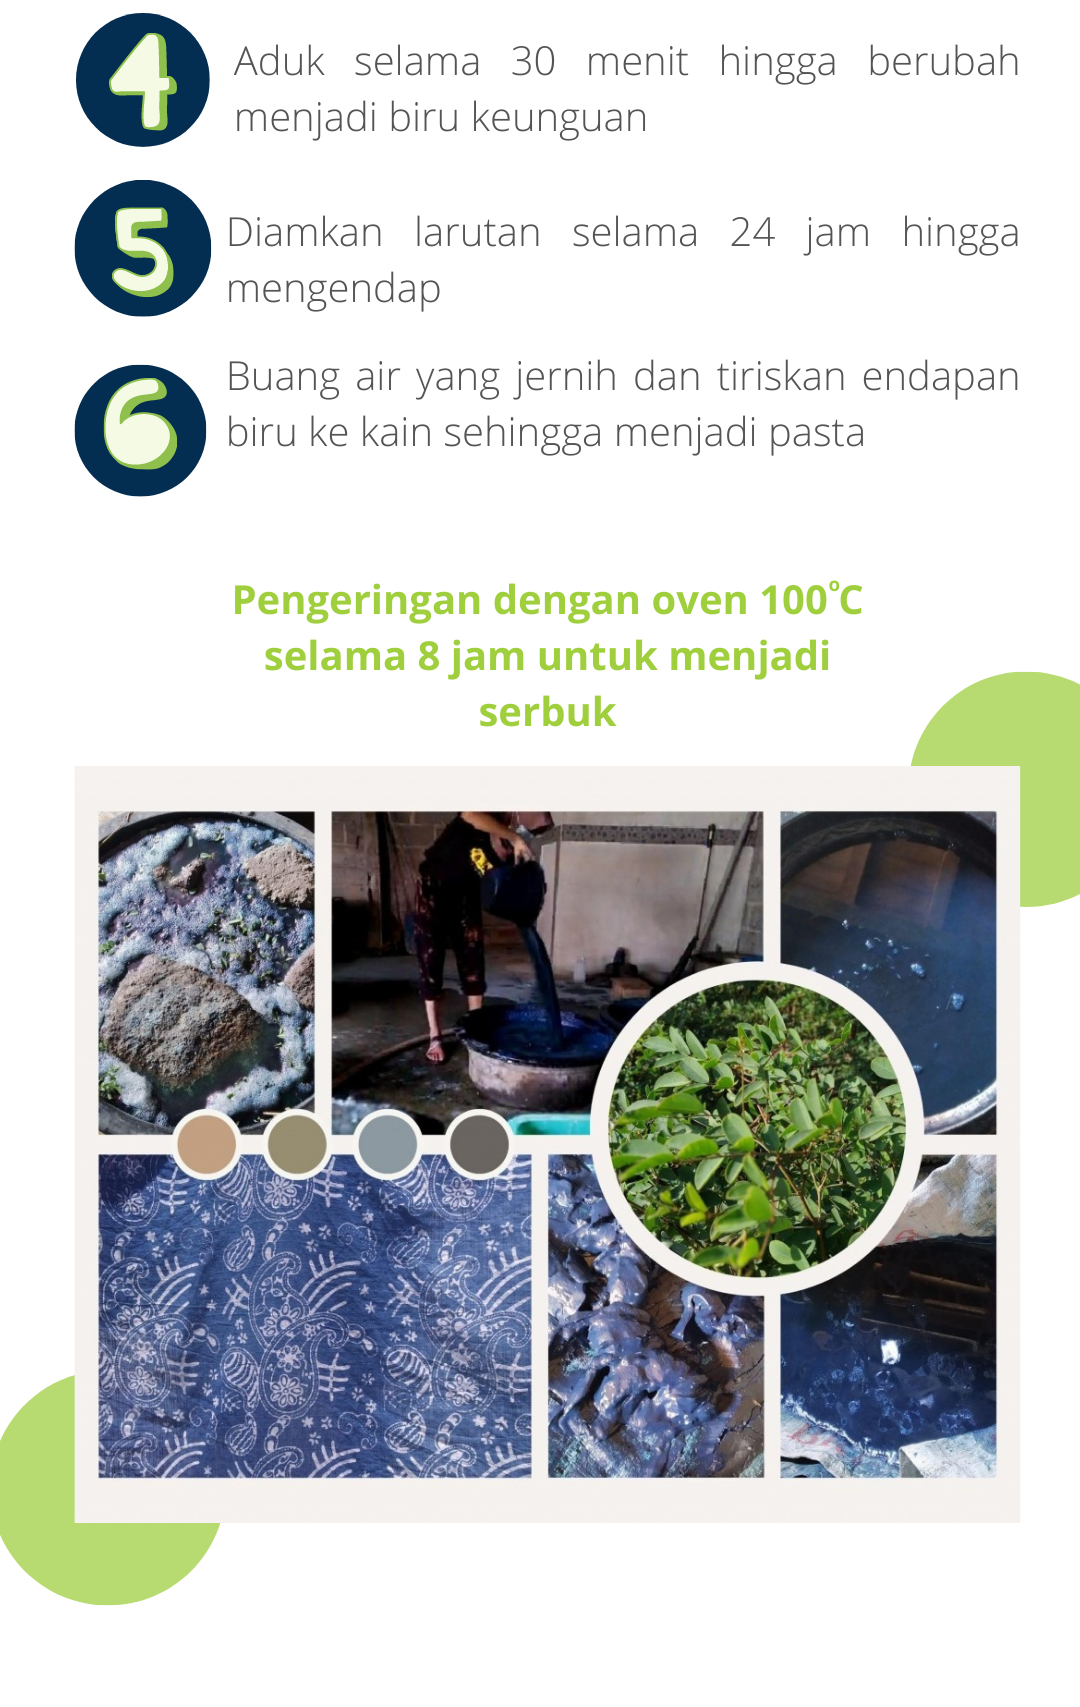 4
Aduk selama 30 menit hingga berubah
menjadi biru keunguan
5
Diamkan larutan selama 24 jam hingga
mengendap
6
Buang air yang jernih dan tiriskan endapan
biru ke kain sehingga menjadi pasta
Pengeringan dengan oven 100°C
selama 8 jam untuk menjadi
serbuk